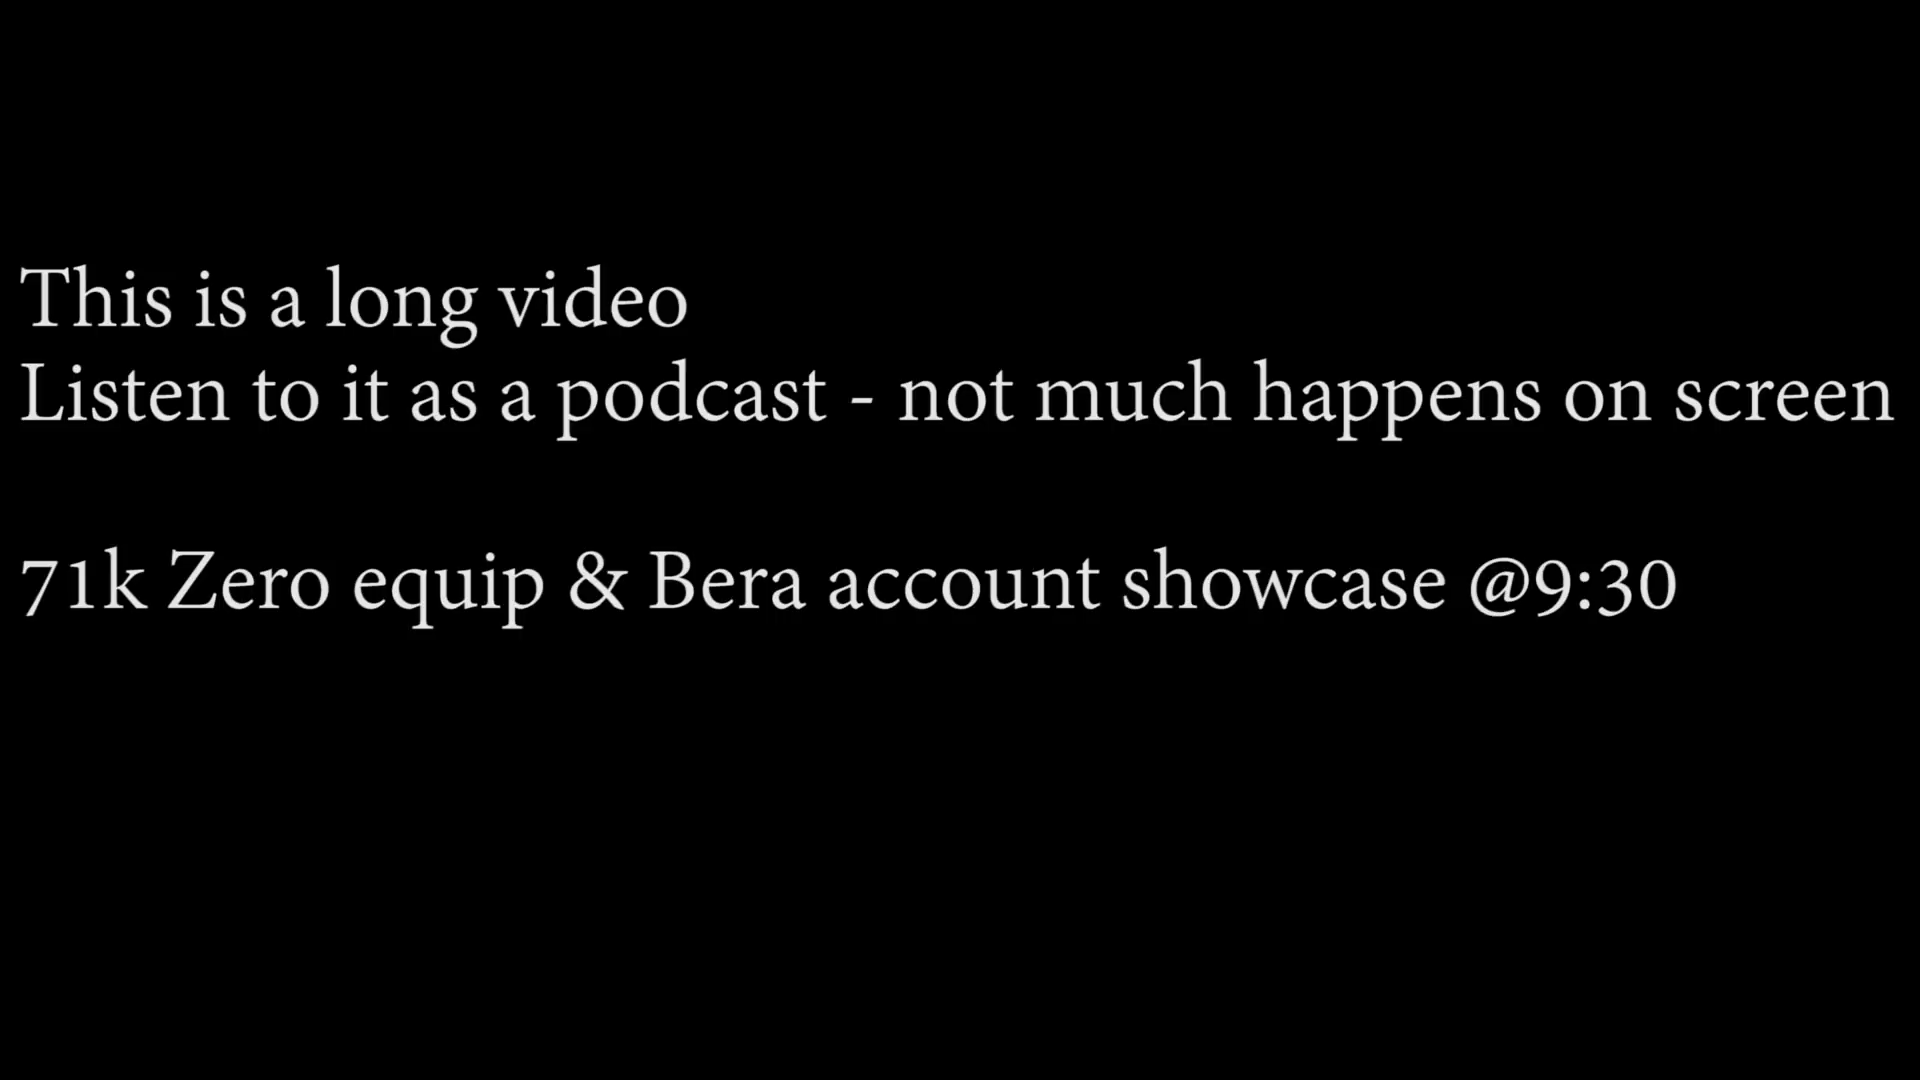 This is a long video
Listen to it as a podcast - not much happens on screen
71k Zero equip & Bera account showcase @9:30